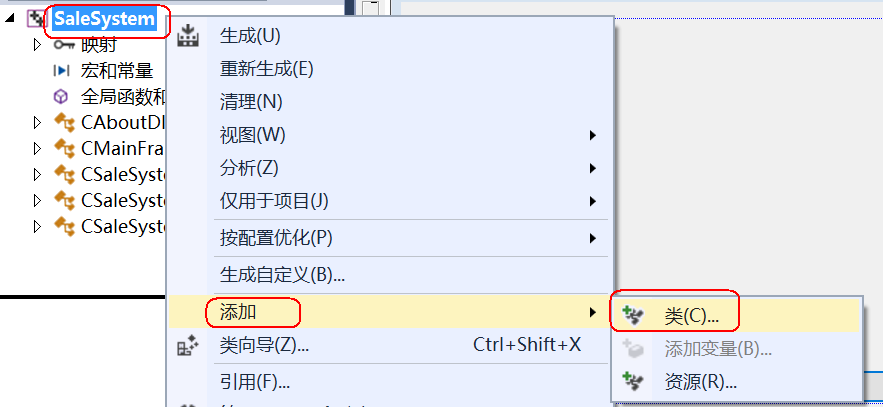 SaleSystem
映射
宏和常量
全局函数和
CAboutDl
CMainFra
CSaleSyst
CSaleSyst
CSaleSyst
生成(U)
重新生成(E)
清理(N)
视图(W)
分析(Z)
仅用于项目(J)
按配置优化(P)
生成自定义(B)...
添加
类向导(Z)... Ctrl+Shift+X
引用(F)...
类(C)...
添加变量(B)...
资源(R)...